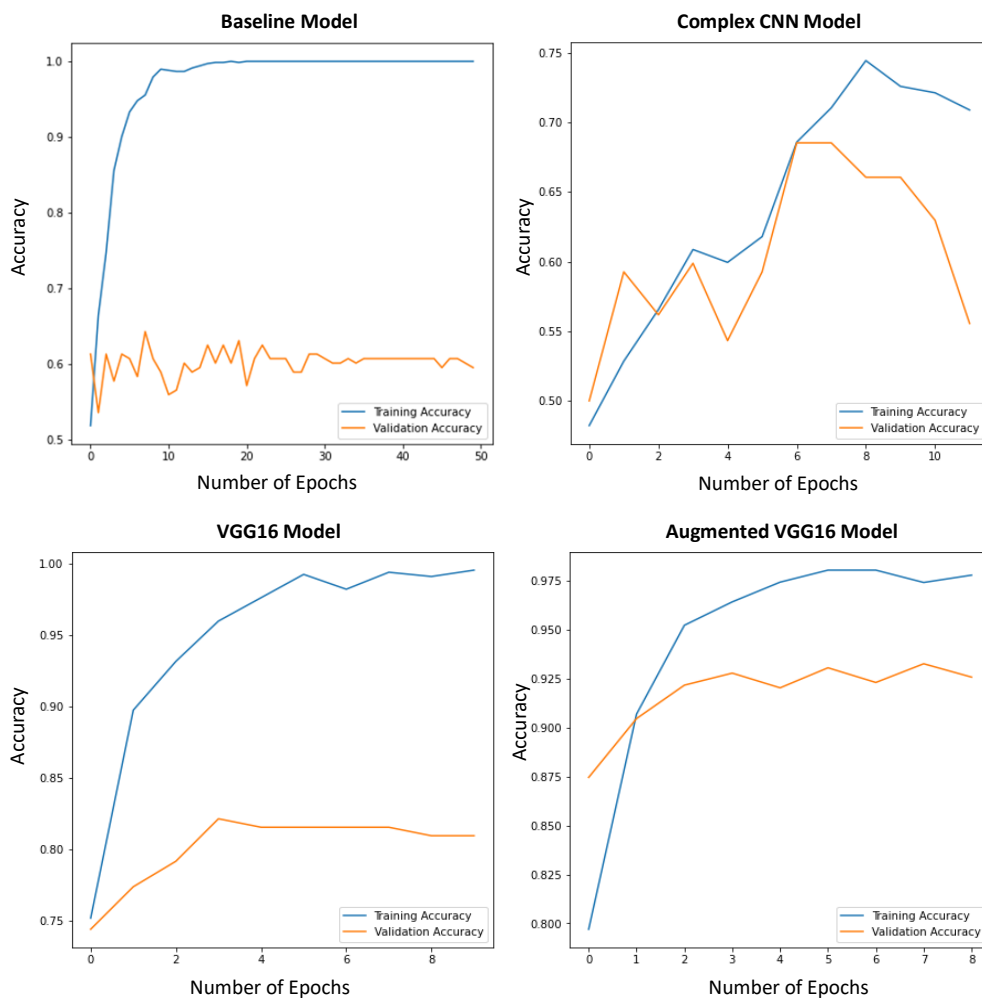 Baseline Model
1.0
0.9
0.8
0.7
0.6
0.5
Accuracy
0
10
20
30
40
50
Number of Epochs
Training Accuracy
Validation Accuracy
Complex CNN Model
0.75
0.70
0.65
0.60
0.55
0.50
Accuracy
0
2
4
6
8
10
Number of Epochs
Training Accuracy
Validation Accuracy
VGG16 Model
1.00
0.95
0.90
0.85
0.80
0.75
Accuracy
0
2
4
6
8
Number of Epochs
Training Accuracy
Validation Accuracy
Augmented VGG16 Model
0.975
0.950
0.925
0.900
0.875
0.850
0.825
0.800
Accuracy
0
1
2
3
4
5
6
7
8
Number of Epochs
Training Accuracy
Validation Accuracy